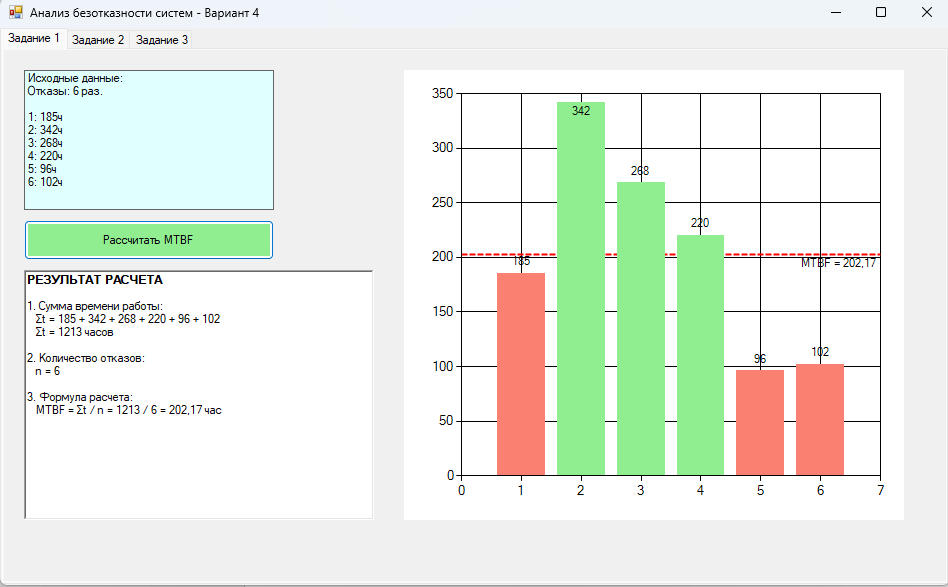 Анализ безотказности систем - Вариант 4
Задание 1 Задание 2 Задание 3
Исходные данные:
Отказы: 6 раз.
1: 185ч
2: 342ч
3: 268ч
4: 220ч
5: 96ч
6: 102ч
Рассчитать MTBF
РЕЗУЛЬТАТ РАСЧЕТА
1. Сумма времени работы:
Σt = 185 + 342 + 268 + 220 + 96 + 102
Σt = 1213 часов
2. Количество отказов:
n = 6
3. Формула расчета:
MTBF = Σt / n = 1213 / 6 = 202,17 час
350
300
250
200
150
100
50
0
342
268
220
185
MTBF = 202,17
96
102
0 1 2 3 4 5 6 7